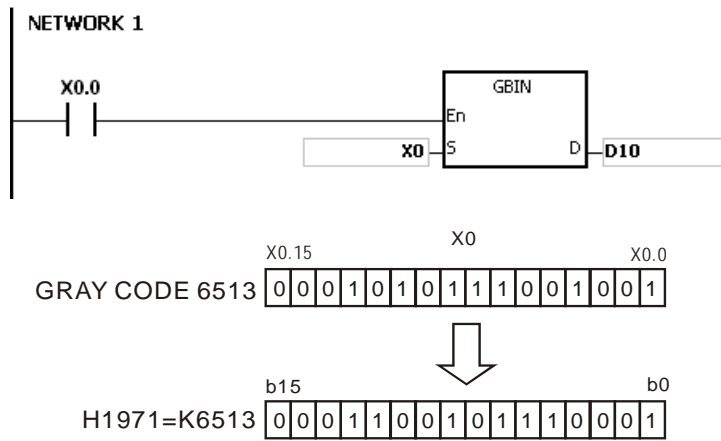 NETWORK 1
X0.0
GBIN
En
X0 S D D10
X0
X0.15 X0.0
GRAY CODE 6513 0 0 0 1 0 1 0 1 1 1 0 0 1 0 0 1
b15 b0
H1971=K6513 0 0 0 1 1 0 0 1 0 1 1 1 0 0 0 1